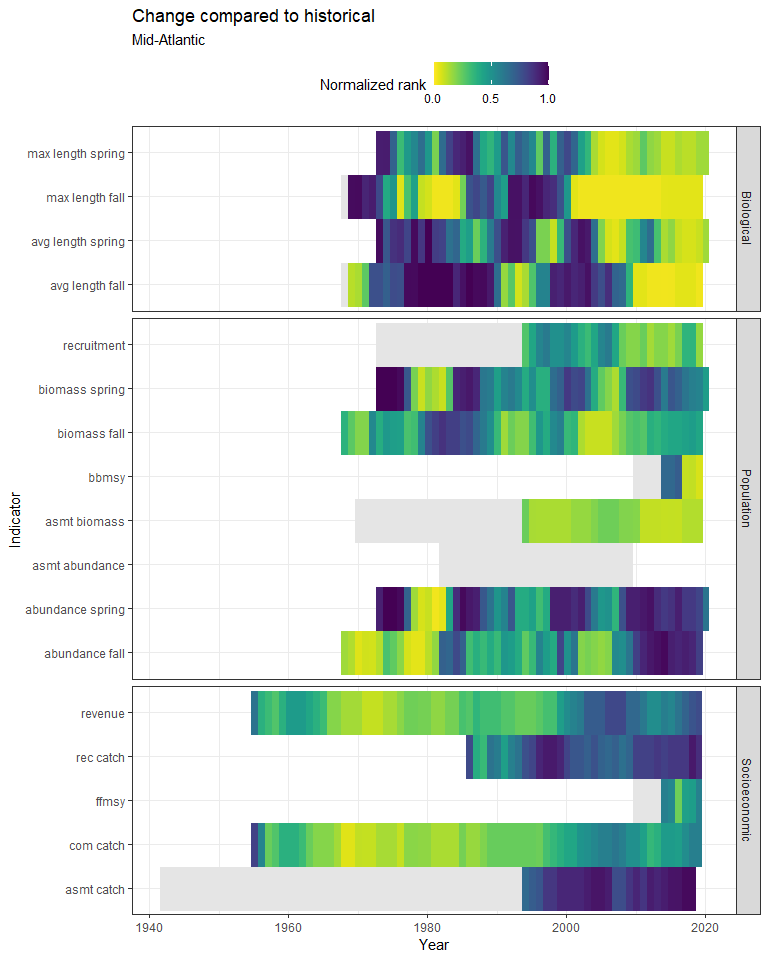 Change compared to historical
Mid-Atlantic
Normalized rank
0.0 0.5 1.0
Indicator
max length spring
max length fall
avg length spring
avg length fall
Biological
recruitment
biomass spring
biomass fall
bbmsy
asmt biomass
asmt abundance
abundance spring
abundance fall
Population
revenue
rec catch
ffmsy
com catch
asmt catch
Socioeconomic
1940 1960 1980 2000 2020
Year